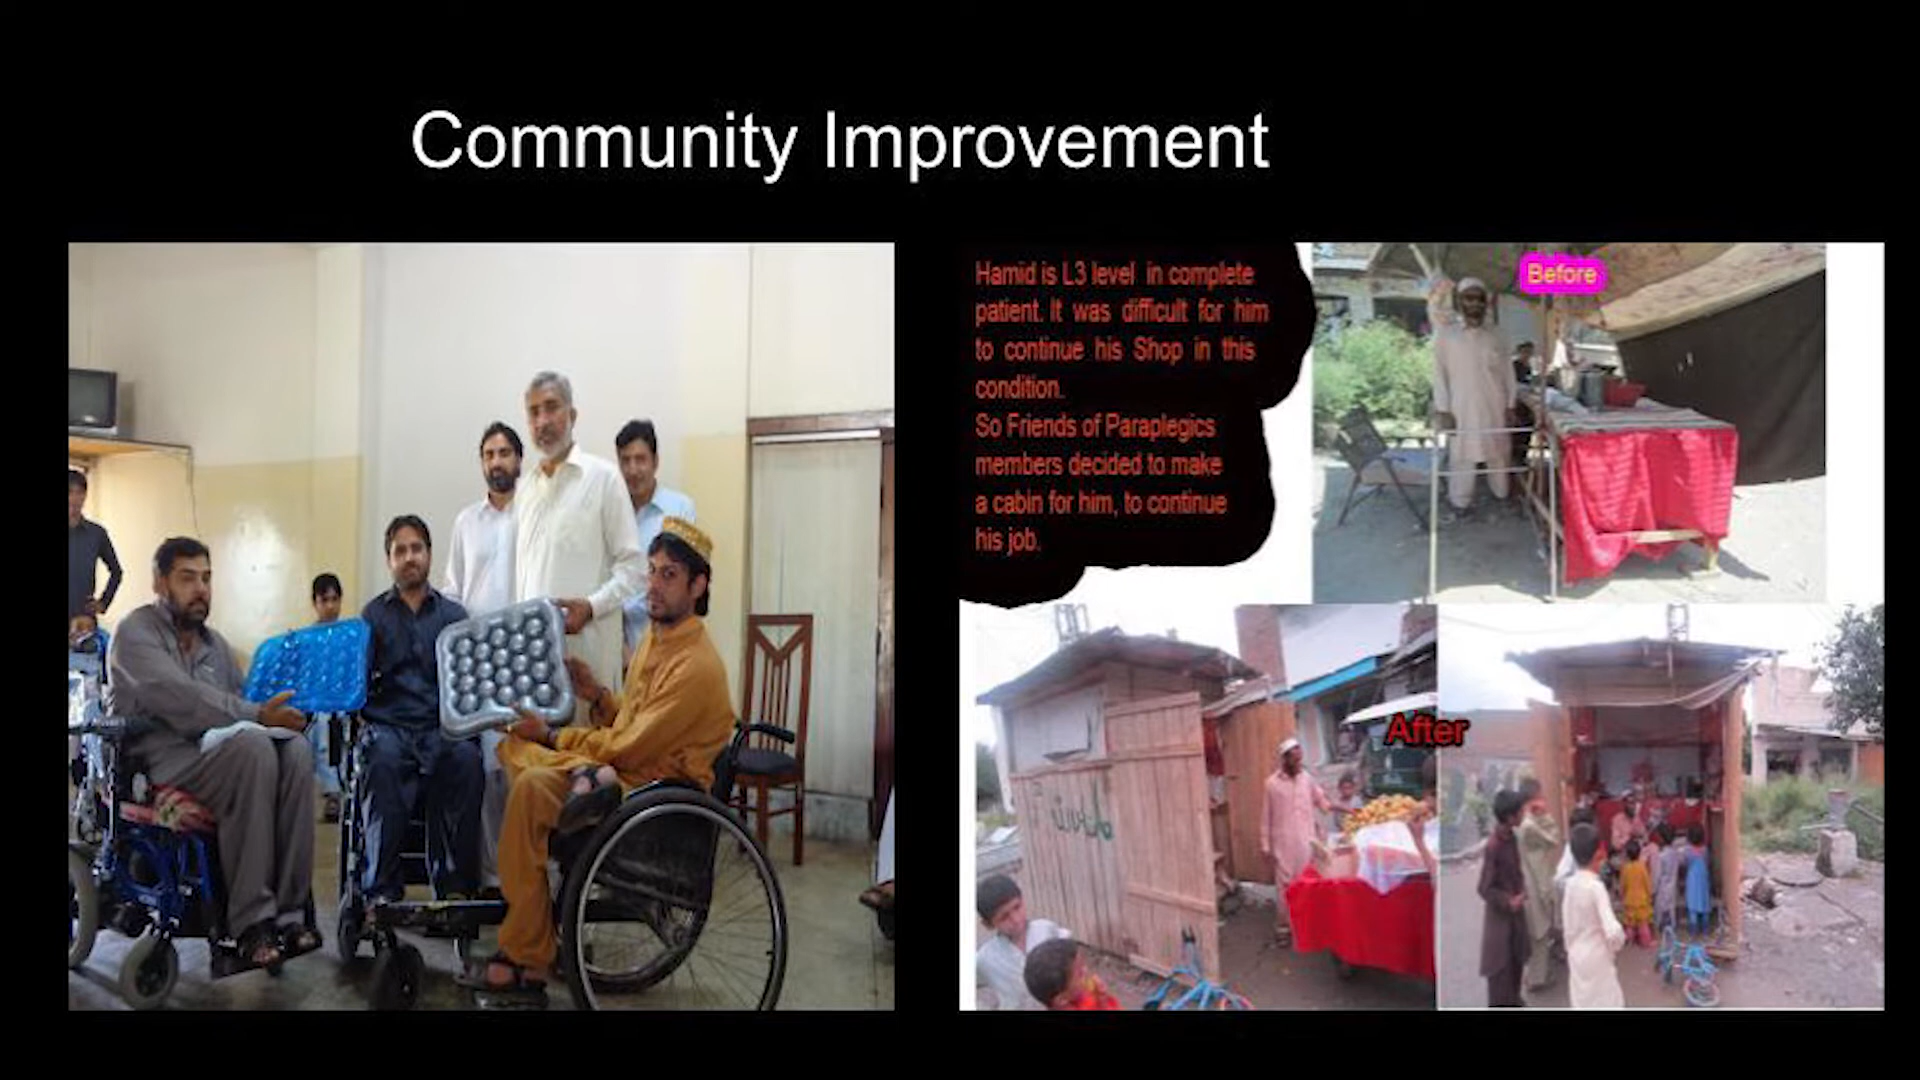 Community Improvement
Hamid is L3 level in complete
patient. It was difficult for him
to continue his Shop in this
condition.
So Friends of Paraplegics
members decided to make
a cabin for him, to continue
his job.
Before
After